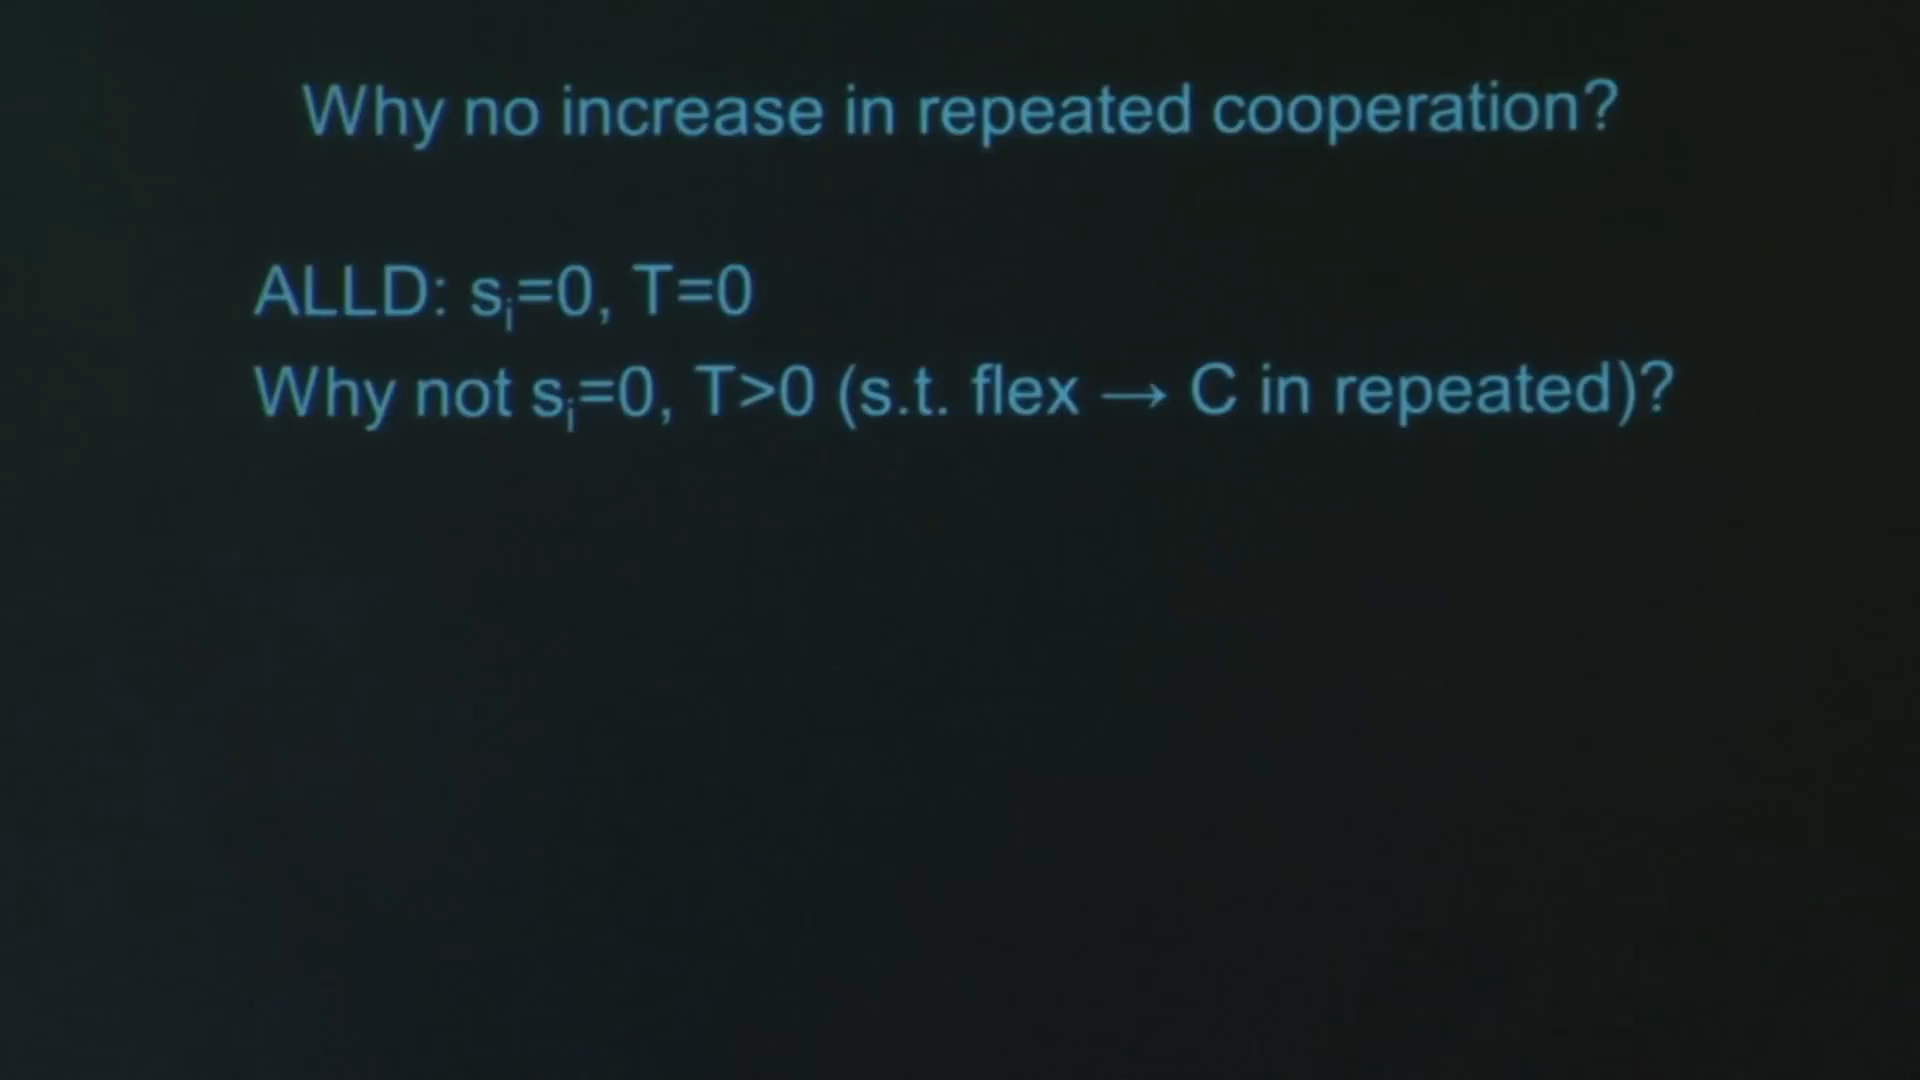 Why no increase in repeated cooperation?
ALLD: sᵢ=0, T=0
Why not sᵢ=0, T>0 (s.t. flex → C in repeated)?